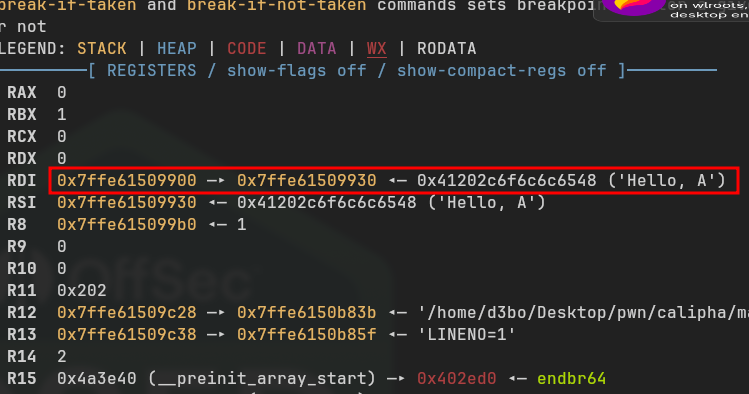 break-if-taken and break-if-not-taken commands sets breakpoin
on wlroots,
desktop en
r not
LEGEND: STACK | HEAP | CODE | DATA | WX | RODATA
[ REGISTERS / show-flags off / show-compact-regs off ]
RAX 0
RBX 1
RCX 0
RDX 0
RDI 0x7ffe61509900 —▸ 0x7ffe61509930 ◂— 0x41202c6f6c6c6548 ('Hello, A')
RSI 0x7ffe61509930 ◂— 0x41202c6f6c6c6548 ('Hello, A')
R8 0x7ffe615099b0 ◂— 1
R9 0
R10 0
R11 0x202
R12 0x7ffe61509c28 —▸ 0x7ffe6150b83b ◂— '/home/d3bo/Desktop/pwn/calipha/ma
R13 0x7ffe61509c38 —▸ 0x7ffe6150b85f ◂— 'LINENO=1'
R14 2
R15 0x4a3e40 (__preinit_array_start) —▸ 0x402ed0 ◂— endbr64
OffSec